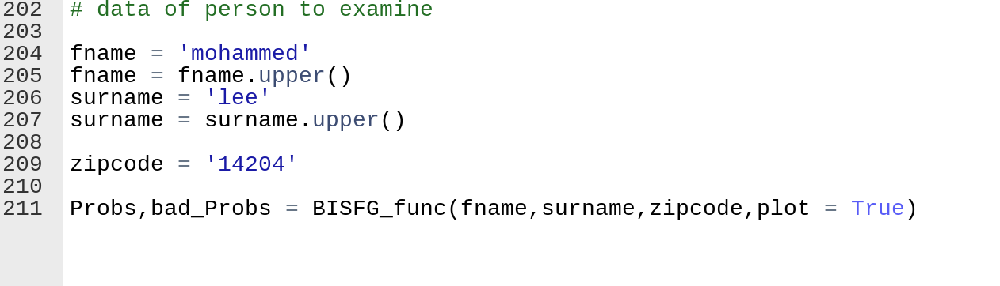 202 # data of person to examine
203
204 fname = 'mohammed'
205 fname = fname.upper()
206 surname = 'lee'
207 surname = surname.upper()
208
209 zipcode = '14204'
210
211 Probs,bad_Probs = BISFG_func(fname,surname,zipcode,plot = True)